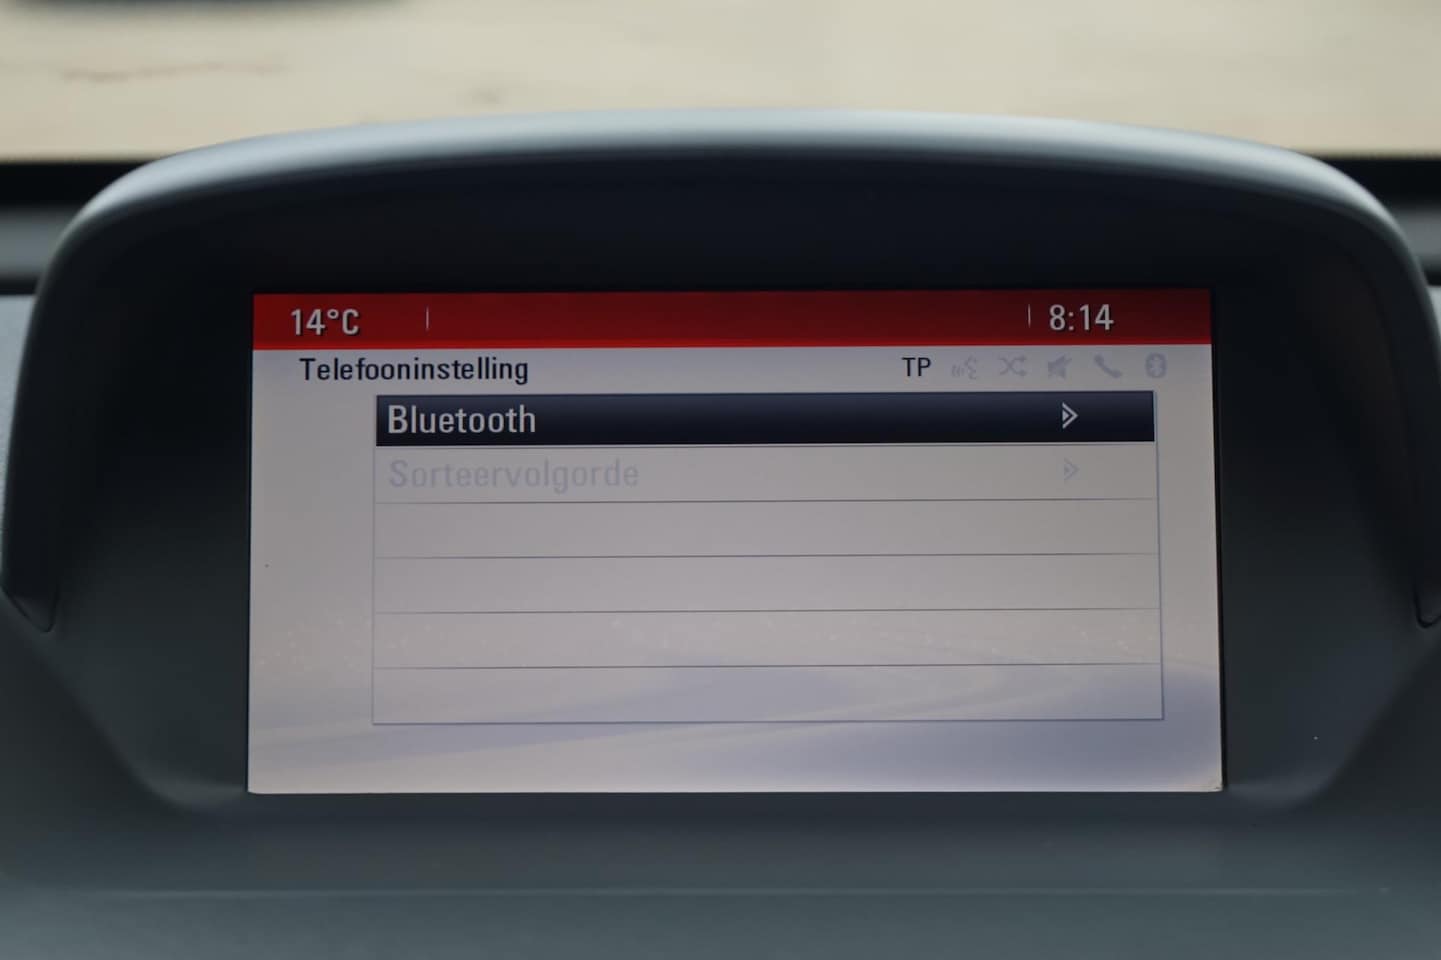 14°C 8:14
Telefooninstelling TP
Bluetooth
Sorteervolgorde